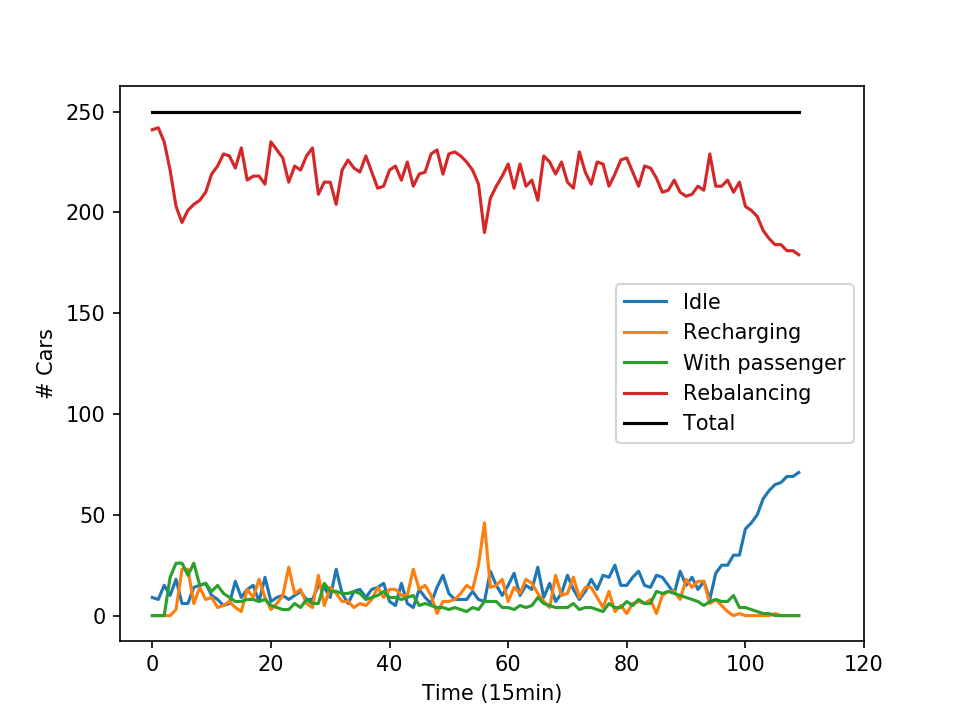 250
200
150
100
50
0
# Cars
Idle
Recharging
With passenger
Rebalancing
Total
0 20 40 60 80 100 120
Time (15min)